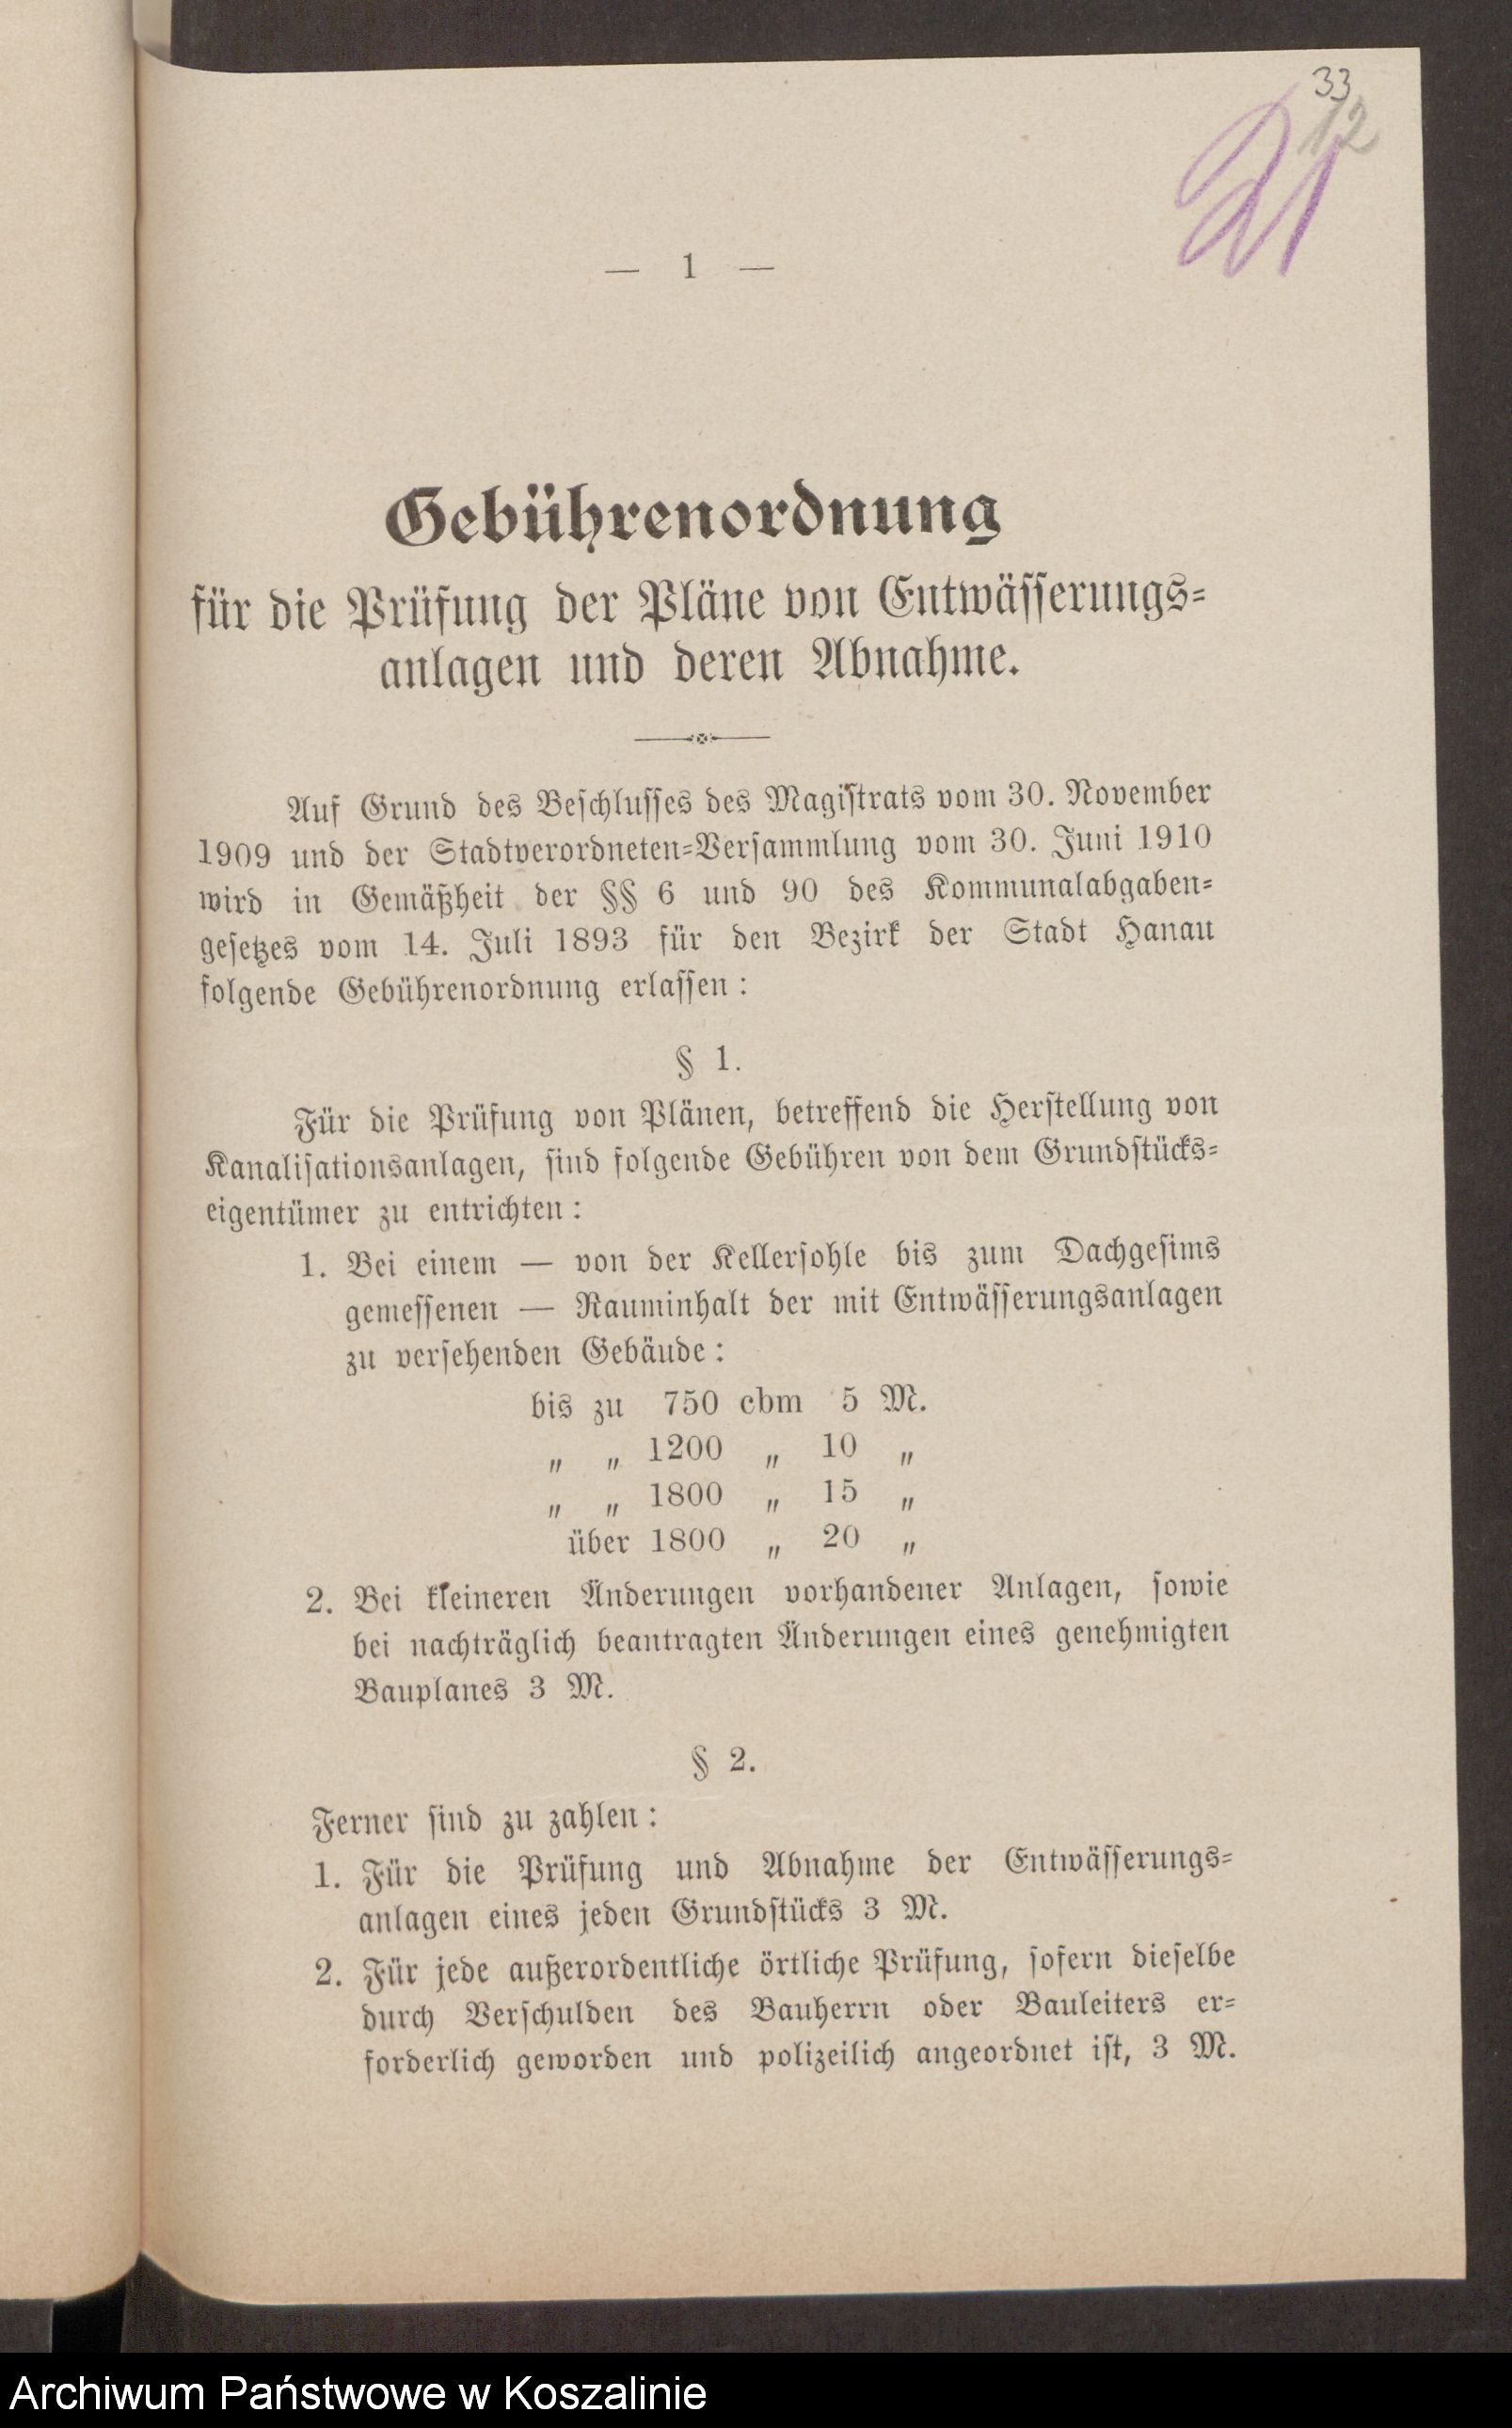 33
12
21
— 1 —
Gebührenordnung
für die Prüfung der Pläne von Entwässerungs-
anlagen und deren Abnahme.
Auf Grund des Beschlusses des Magistrats vom 30. November
1909 und der Stadtverordneten-Versammlung vom 30. Juni 1910
wird in Gemäßheit der §§ 6 und 90 des Kommunalabgaben-
gesetzes vom 14. Juli 1893 für den Bezirk der Stadt Hanau
folgende Gebührenordnung erlassen:
§ 1.
Für die Prüfung von Plänen, betreffend die Herstellung von
Kanalisationsanlagen, sind folgende Gebühren von dem Grundstücks-
eigentümer zu entrichten:
1. Bei einem — von der Kellersohle bis zum Dachgesims
gemessenen — Rauminhalt der mit Entwässerungsanlagen
zu versehenden Gebäude:
bis zu 750 cbm 5 M.
„ „ 1200 „ 10 „
„ „ 1800 „ 15 „
über 1800 „ 20 „
2. Bei kleineren Änderungen vorhandener Anlagen, sowie
bei nachträglich beantragten Änderungen eines genehmigten
Bauplanes 3 M.
§ 2.
Ferner sind zu zahlen:
1. Für die Prüfung und Abnahme der Entwässerungs-
anlagen eines jeden Grundstücks 3 M.
2. Für jede außerordentliche örtliche Prüfung, sofern dieselbe
durch Verschulden des Bauherrn oder Bauleiters er-
forderlich geworden und polizeilich angeordnet ist, 3 M.
Archiwum Państwowe w Koszalinie